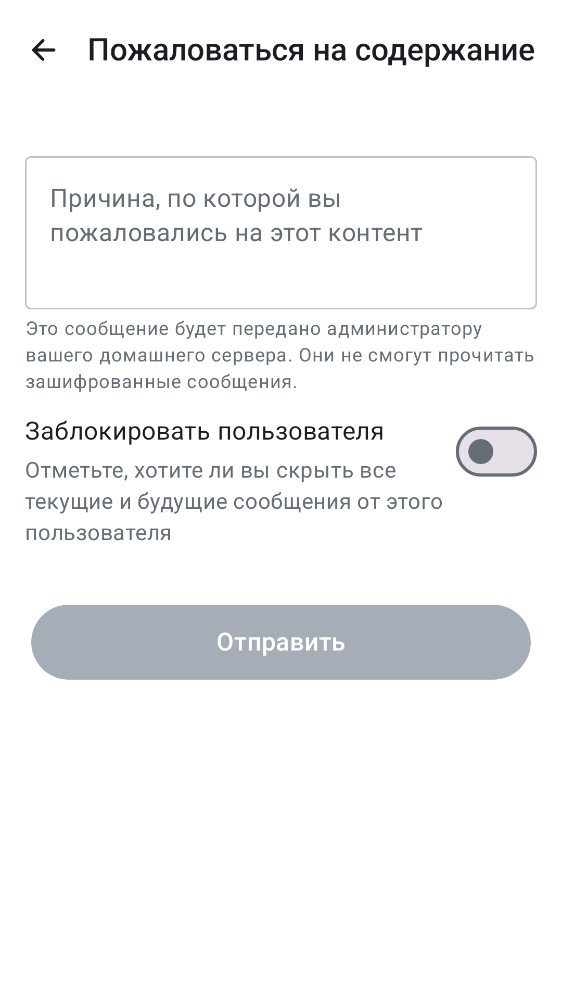 Пожаловаться на содержание
Причина, по которой вы
пожаловались на этот контент
Это сообщение будет передано администратору
вашего домашнего сервера. Они не смогут прочитать
зашифрованные сообщения.
Заблокировать пользователя
Отметьте, хотите ли вы скрыть все
текущие и будущие сообщения от этого
пользователя
Отправить